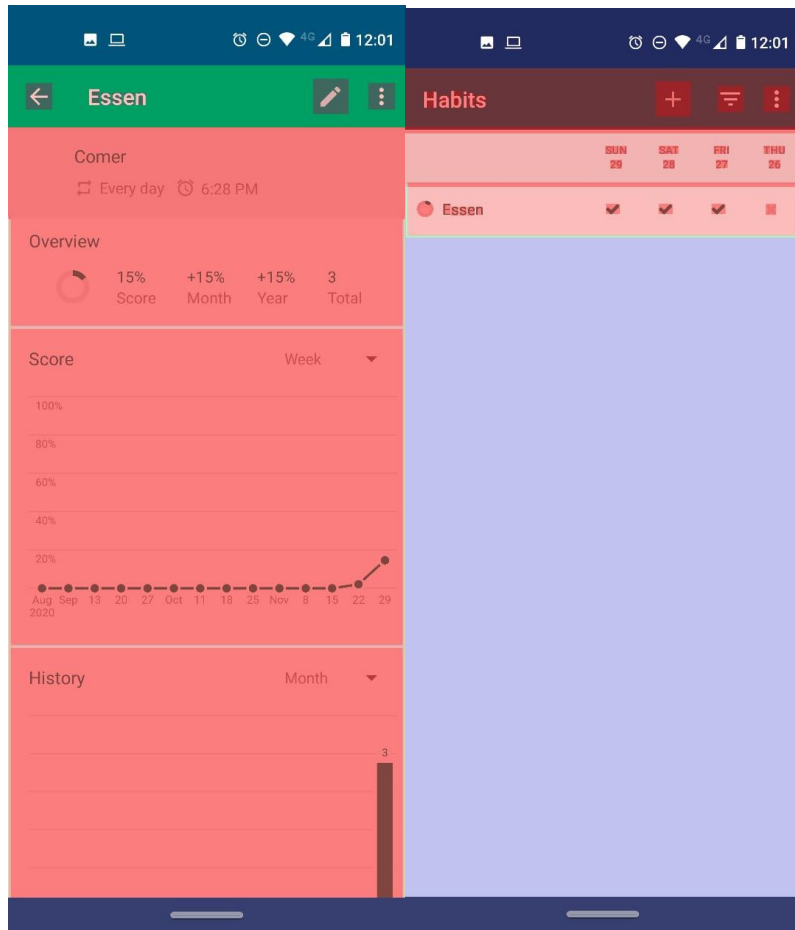 4G 12:01
Essen
Comer
Every day 6:28 PM
Overview
15% +15% +15% 3
Score Month Year Total
Score Week
100%
80%
60%
40%
20%
Aug Sep 13 20 27 Oct 11 18 25 Nov 8 15 22 29
2020
History Month
3
4G 12:01
Habits
SUN SAT FRI THU
29 28 27 26
Essen